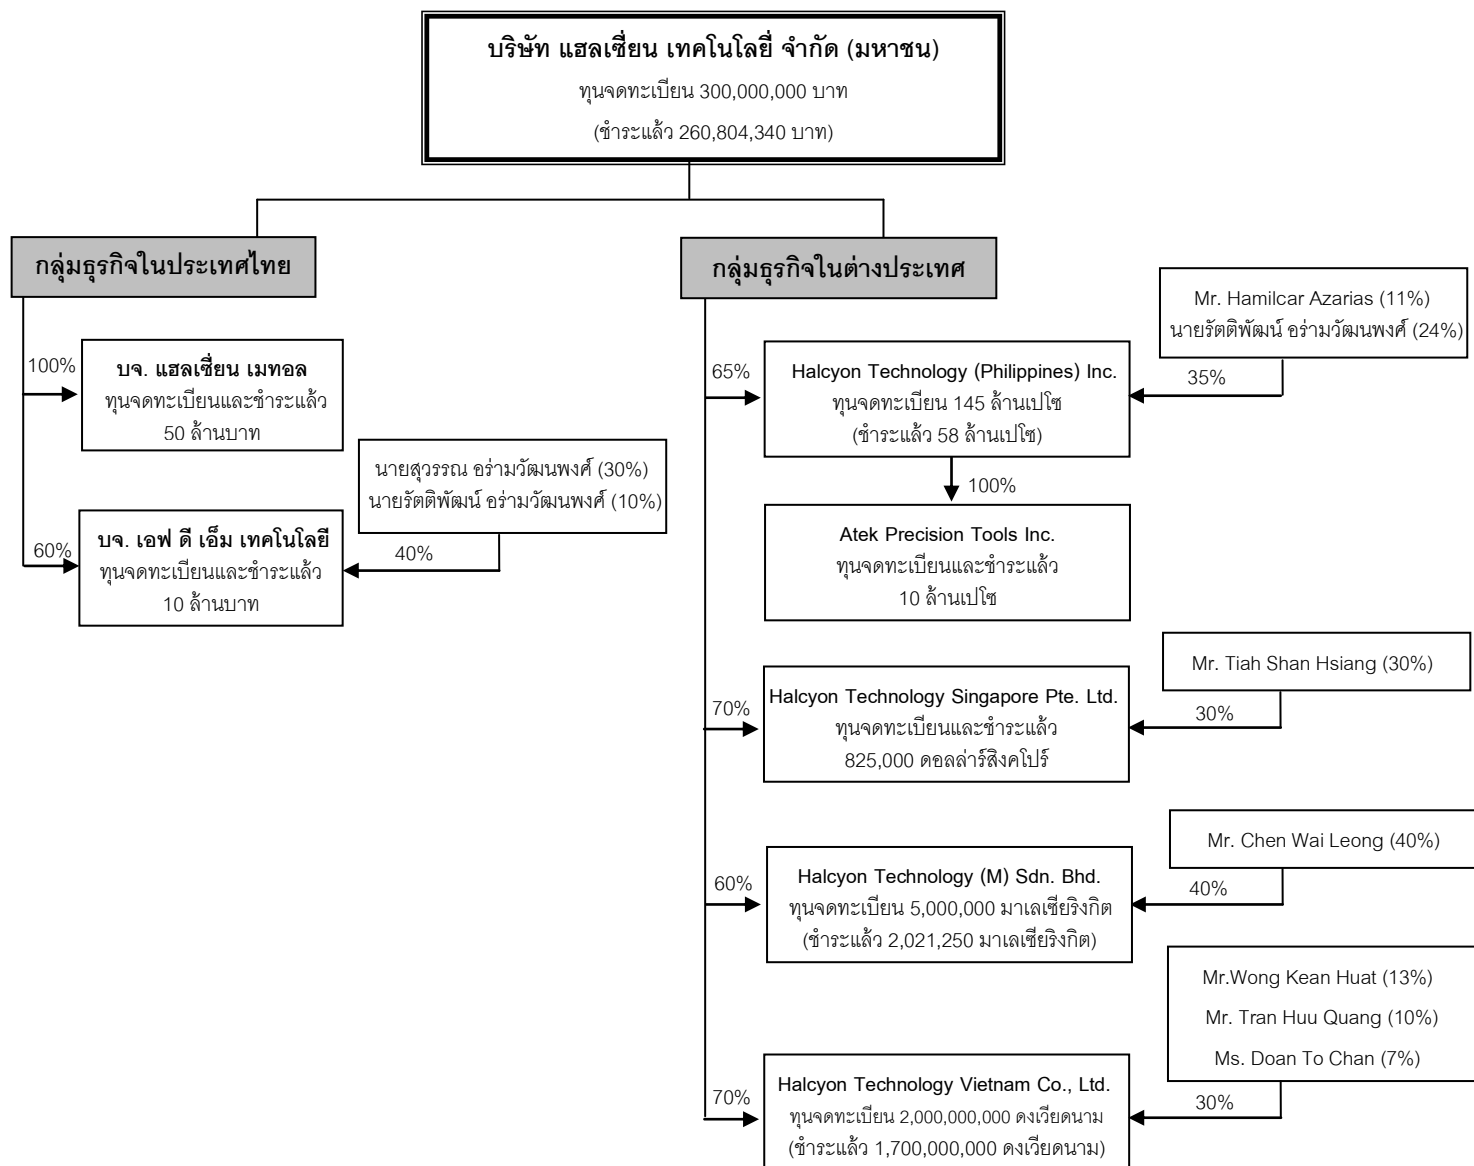 บริษัท แฮลเซี่ยน เทคโนโลยี่ จำกัด (มหาชน)
ทุนจดทะเบียน 300,000,000 บาท
(ชำระแล้ว 260,804,340 บาท)
กลุ่มธุรกิจในประเทศไทย
100%
บจ. แฮลเซี่ยน เมทอล
ทุนจดทะเบียนและชำระแล้ว
50 ล้านบาท
60%
บจ. เอฟ ดี เอ็ม เทคโนโลยี
ทุนจดทะเบียนและชำระแล้ว
10 ล้านบาท
นายสุวรรณ อร่ามวัฒนพงศ์ (30%)
นายรัตติพัฒน์ อร่ามวัฒนพงศ์ (10%)
40%
กลุ่มธุรกิจในต่างประเทศ
65%
Halcyon Technology (Philippines) Inc.
ทุนจดทะเบียน 145 ล้านเปโซ
(ชำระแล้ว 58 ล้านเปโซ)
Mr. Hamilcar Azarias (11%)
นายรัตติพัฒน์ อร่ามวัฒนพงศ์ (24%)
35%
100%
Atek Precision Tools Inc.
ทุนจดทะเบียนและชำระแล้ว
10 ล้านเปโซ
70%
Halcyon Technology Singapore Pte. Ltd.
ทุนจดทะเบียนและชำระแล้ว
825,000 ดอลล่าร์สิงคโปร์
Mr. Tiah Shan Hsiang (30%)
30%
60%
Halcyon Technology (M) Sdn. Bhd.
ทุนจดทะเบียน 5,000,000 มาเลเซียริงกิต
(ชำระแล้ว 2,021,250 มาเลเซียริงกิต)
Mr. Chen Wai Leong (40%)
40%
70%
Halcyon Technology Vietnam Co., Ltd.
ทุนจดทะเบียน 2,000,000,000 ดงเวียดนาม
(ชำระแล้ว 1,700,000,000 ดงเวียดนาม)
Mr.Wong Kean Huat (13%)
Mr. Tran Huu Quang (10%)
Ms. Doan To Chan (7%)
30%